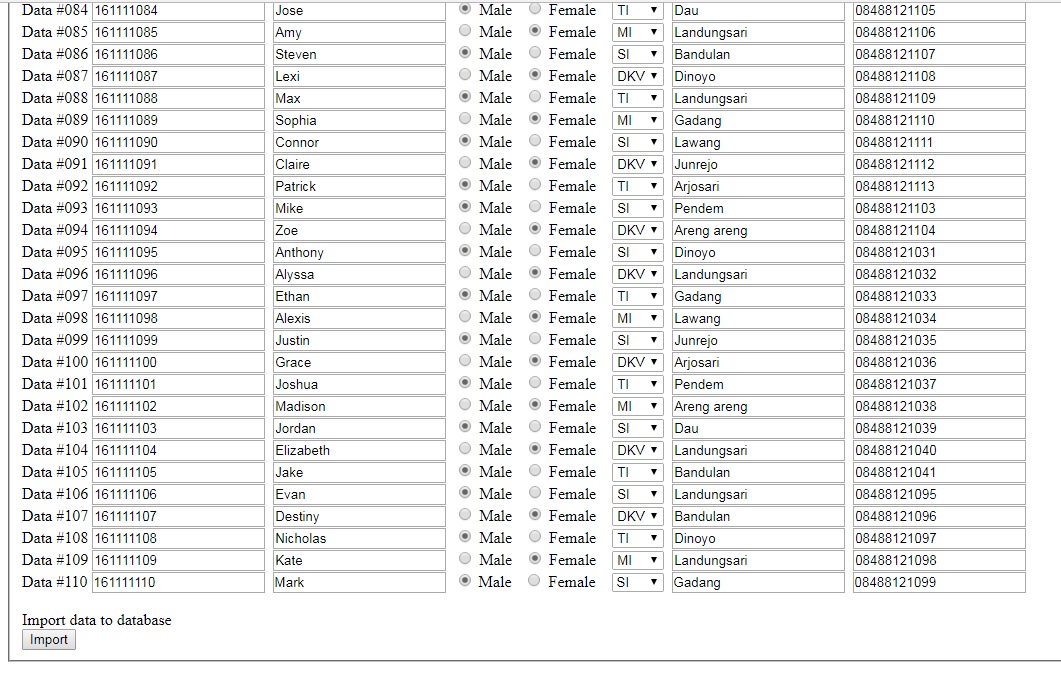 Data #084 161111084 Jose Male Female TI Dau 08488121105
Data #085 161111085 Amy Male Female MI Landungsari 08488121106
Data #086 161111086 Steven Male Female SI Bandulan 08488121107
Data #087 161111087 Lexi Male Female DKV Dinoyo 08488121108
Data #088 161111088 Max Male Female TI Landungsari 08488121109
Data #089 161111089 Sophia Male Female MI Gadang 08488121110
Data #090 161111090 Connor Male Female SI Lawang 08488121111
Data #091 161111091 Claire Male Female DKV Junrejo 08488121112
Data #092 161111092 Patrick Male Female TI Arjosari 08488121113
Data #093 161111093 Mike Male Female SI Pendem 08488121103
Data #094 161111094 Zoe Male Female DKV Areng areng 08488121104
Data #095 161111095 Anthony Male Female SI Dinoyo 08488121031
Data #096 161111096 Alyssa Male Female DKV Landungsari 08488121032
Data #097 161111097 Ethan Male Female TI Gadang 08488121033
Data #098 161111098 Alexis Male Female MI Lawang 08488121034
Data #099 161111099 Justin Male Female SI Junrejo 08488121035
Data #100 161111100 Grace Male Female DKV Arjosari 08488121036
Data #101 161111101 Joshua Male Female TI Pendem 08488121037
Data #102 161111102 Madison Male Female MI Areng areng 08488121038
Data #103 161111103 Jordan Male Female SI Dau 08488121039
Data #104 161111104 Elizabeth Male Female DKV Landungsari 08488121040
Data #105 161111105 Jake Male Female TI Bandulan 08488121041
Data #106 161111106 Evan Male Female SI Landungsari 08488121095
Data #107 161111107 Destiny Male Female DKV Bandulan 08488121096
Data #108 161111108 Nicholas Male Female TI Dinoyo 08488121097
Data #109 161111109 Kate Male Female MI Landungsari 08488121098
Data #110 161111110 Mark Male Female SI Gadang 08488121099
Import data to database
Import